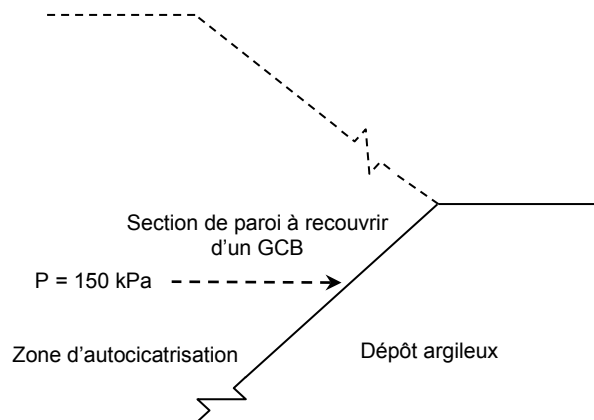 Section de paroi à recouvrir
d'un GCB
P = 150 kPa
Zone d'autocicatrisation
Dépôt argileux